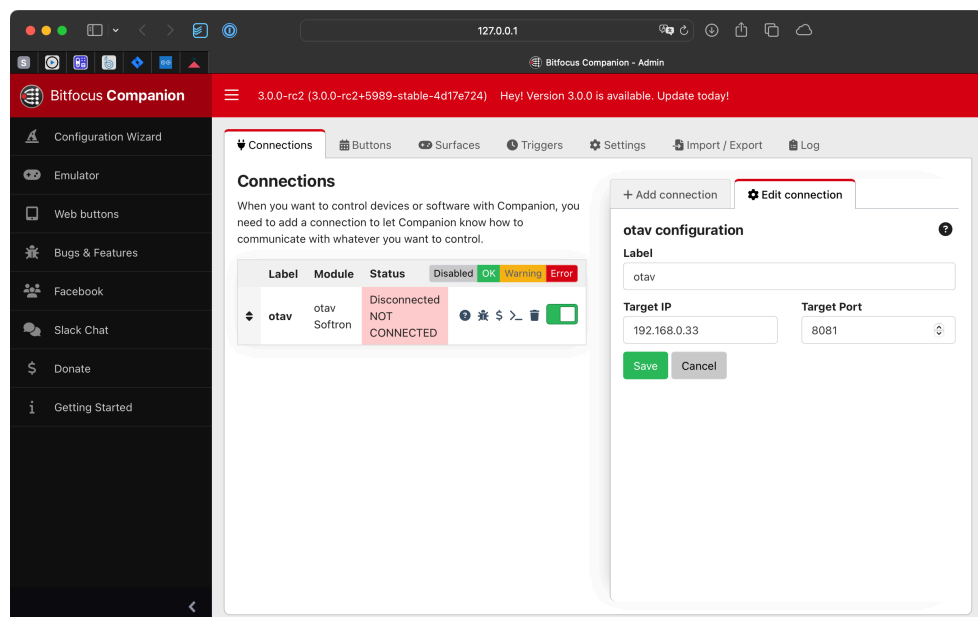 127.0.0.1
Bitfocus Companion - Admin
Bitfocus Companion
3.0.0-rc2 (3.0.0-rc2+5989-stable-4d17e724) Hey! Version 3.0.0 is available. Update today!
Configuration Wizard
Emulator
Web buttons
Bugs & Features
Facebook
Slack Chat
Donate
Getting Started
Connections Buttons Surfaces Triggers Settings Import / Export Log
Connections
When you want to control devices or software with Companion, you
need to add a connection to let Companion know how to
communicate with whatever you want to control.
Label Module Status Disabled OK Warning Error
otav
otav
Softron
Disconnected
NOT
CONNECTED
Add connection Edit connection
otav configuration
Label
otav
Target IP Target Port
192.168.0.33 8081
Save Cancel